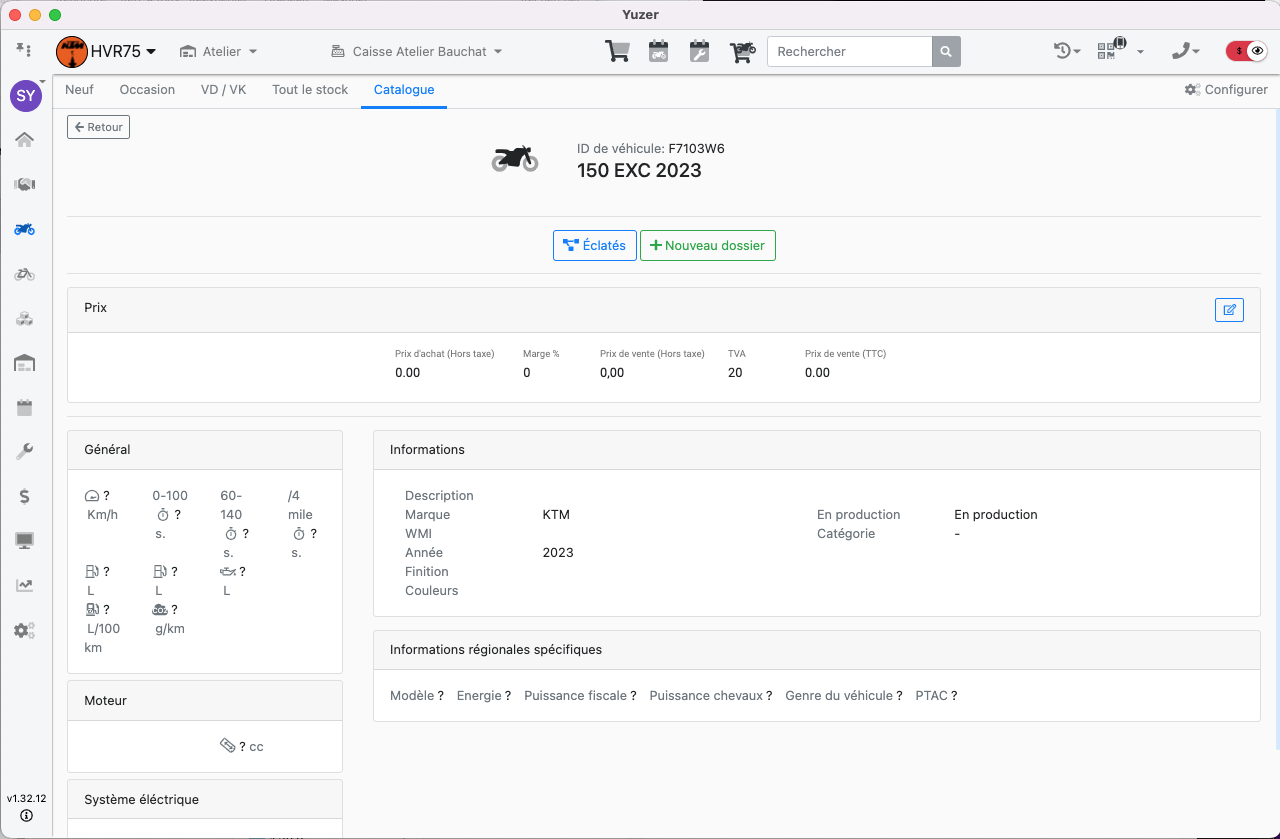 Yuzer
KTM
HVR75
Atelier
Caisse Atelier Bauchat
Rechercher
$
SY
Neuf
Occasion
VD / VK
Tout le stock
Catalogue
Configurer
Retour
ID de véhicule: F7103W6
150 EXC 2023
Éclatés
Nouveau dossier
Prix
Prix d'achat (Hors taxe)
Marge %
Prix de vente (Hors taxe)
TVA
Prix de vente (TTC)
0.00
0
0,00
20
0.00
Général
? Km/h
0-100 ? s.
60-140 ? s.
/4 mile ? s.
? L
? L
? L
? L/100 km
CO2 ? g/km
Moteur
? cc
Système éléctrique
Informations
Description
Marque KTM
En production En production
WMI
Catégorie -
Année 2023
Finition
Couleurs
Informations régionales spécifiques
Modèle ? Energie ? Puissance fiscale ? Puissance chevaux ? Genre du véhicule ? PTAC ?
$
v1.32.12